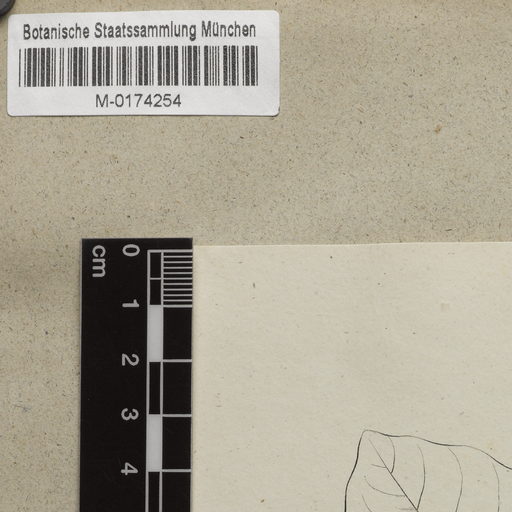 Botanische Staatssammlung München
M-0174254
cm
0
1
2
3
4